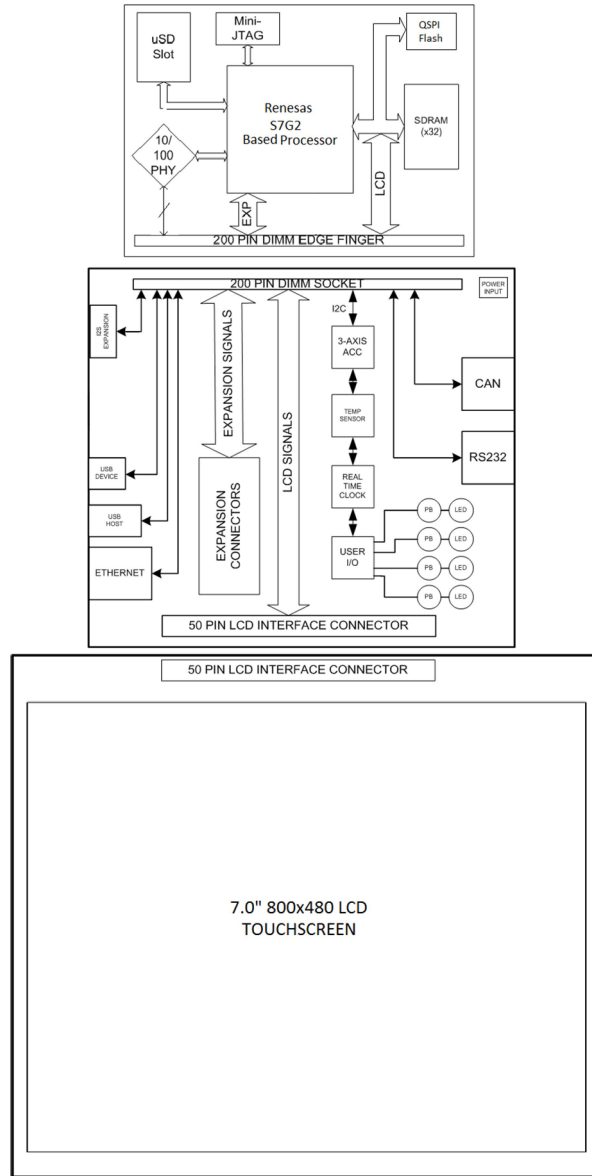 uSD
Slot
Mini-
JTAG
QSPI
Flash
Renesas
S7G2
Based Processor
SDRAM
(x32)
10/
100
PHY
EXP
LCD
200 PIN DIMM EDGE FINGER
200 PIN DIMM SOCKET
POWER
INPUT
I2S
EXPANSION
I2C
3-AXIS
ACC
EXPANSION SIGNALS
LCD SIGNALS
CAN
TEMP
SENSOR
RS232
USB
DEVICE
REAL
TIME
CLOCK
USB
HOST
EXPANSION
CONNECTORS
PB
LED
PB
LED
USER
I/O
ETHERNET
PB
LED
PB
LED
50 PIN LCD INTERFACE CONNECTOR
50 PIN LCD INTERFACE CONNECTOR
7.0" 800x480 LCD
TOUCHSCREEN